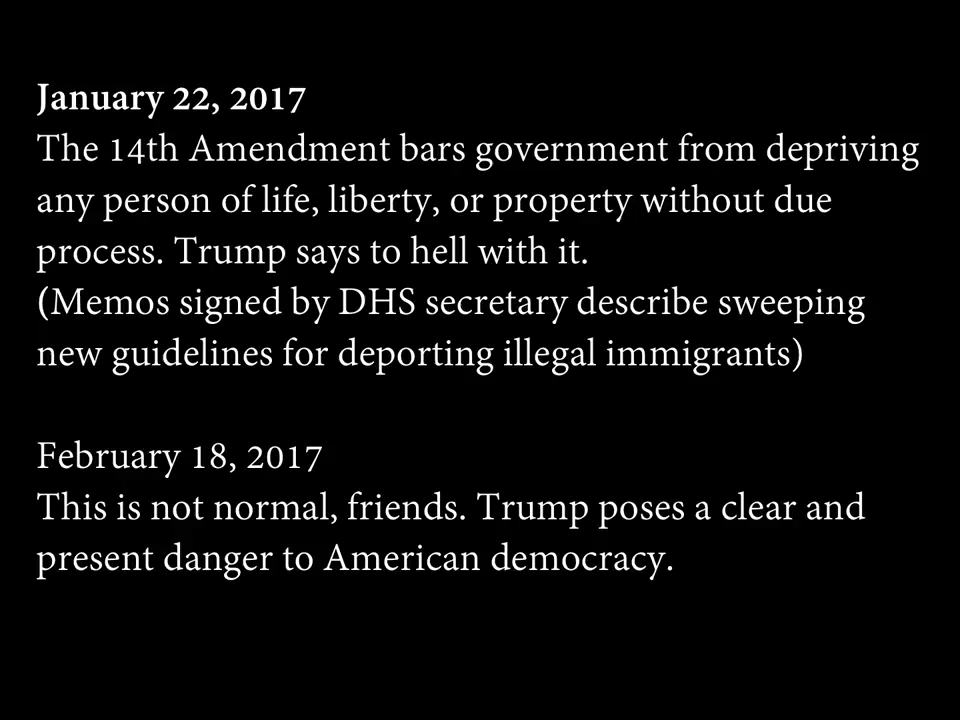 January 22, 2017
The 14th Amendment bars government from depriving
any person of life, liberty, or property without due
process. Trump says to hell with it.
(Memos signed by DHS secretary describe sweeping
new guidelines for deporting illegal immigrants)
February 18, 2017
This is not normal, friends. Trump poses a clear and
present danger to American democracy.